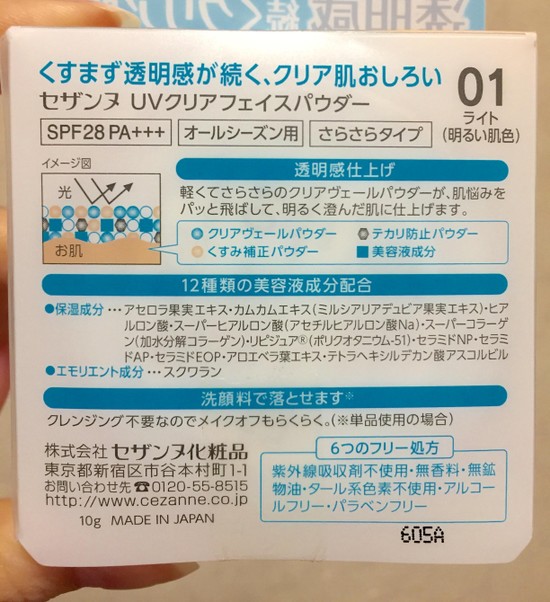 透明感続くクリア
くすまず透明感が続く、クリア肌おしろい
セザンヌ UVクリアフェイスパウダー
01
ライト
(明るい肌色)
SPF28 PA+++ オールシーズン用 さらさらタイプ
イメージ図
光
お肌
透明感仕上げ
軽くてさらさらのクリアヴェールパウダーが、肌悩みを
パッと飛ばして、明るく澄んだ肌に仕上げます。
クリアヴェールパウダー テカリ防止パウダー
くすみ補正パウダー 美容液成分
12種類の美容液成分配合
●保湿成分…アセロラ果実エキス・カムカムエキス(ミルシアリアデュビア果実エキス)・ヒア
ルロン酸・スーパーヒアルロン酸(アセチルヒアルロン酸Na)・スーパーコラーゲ
ン(加水分解コラーゲン)・リピジュア®(ポリクオタニウム-51)・セラミドNP・セラミ
ドAP・セラミドEOP・アロエベラ葉エキス・テトラヘキシルデカン酸アスコルビル
●エモリエント成分…スクワラン
洗顔料で落とせます※
クレンジング不要なのでメイクオフもらくらく。(※単品使用の場合)
株式会社 セザンヌ化粧品
東京都新宿区市谷本村町1-1
お問い合わせ先☎0120-55-8515
http://www.cezanne.co.jp
10g MADE IN JAPAN
6つのフリー処方
紫外線吸収剤不使用・無香料・無鉱
物油・タール系色素不使用・アルコー
ルフリー・パラベンフリー
605A